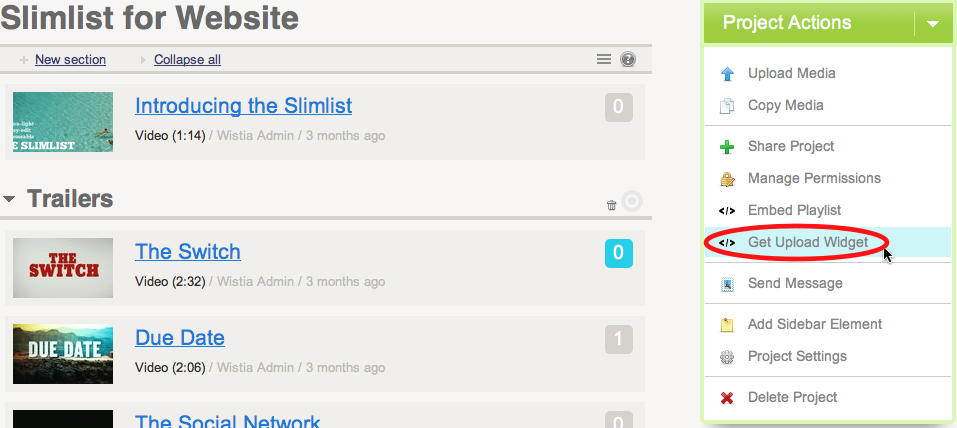 Slimlist for Website
New section
Collapse all
Introducing the Slimlist
Video (1:14) / Wistia Admin / 3 months ago
0
E SLIMLIST
Trailers
THE
SWITCH
The Switch
Video (2:32) / Wistia Admin / 3 months ago
0
DUE DATE
Due Date
Video (2:06) / Wistia Admin / 3 months ago
1
The Social Network
0
Project Actions
Upload Media
Copy Media
Share Project
Manage Permissions
</> Embed Playlist
</> Get Upload Widget
Send Message
Add Sidebar Element
Project Settings
Delete Project